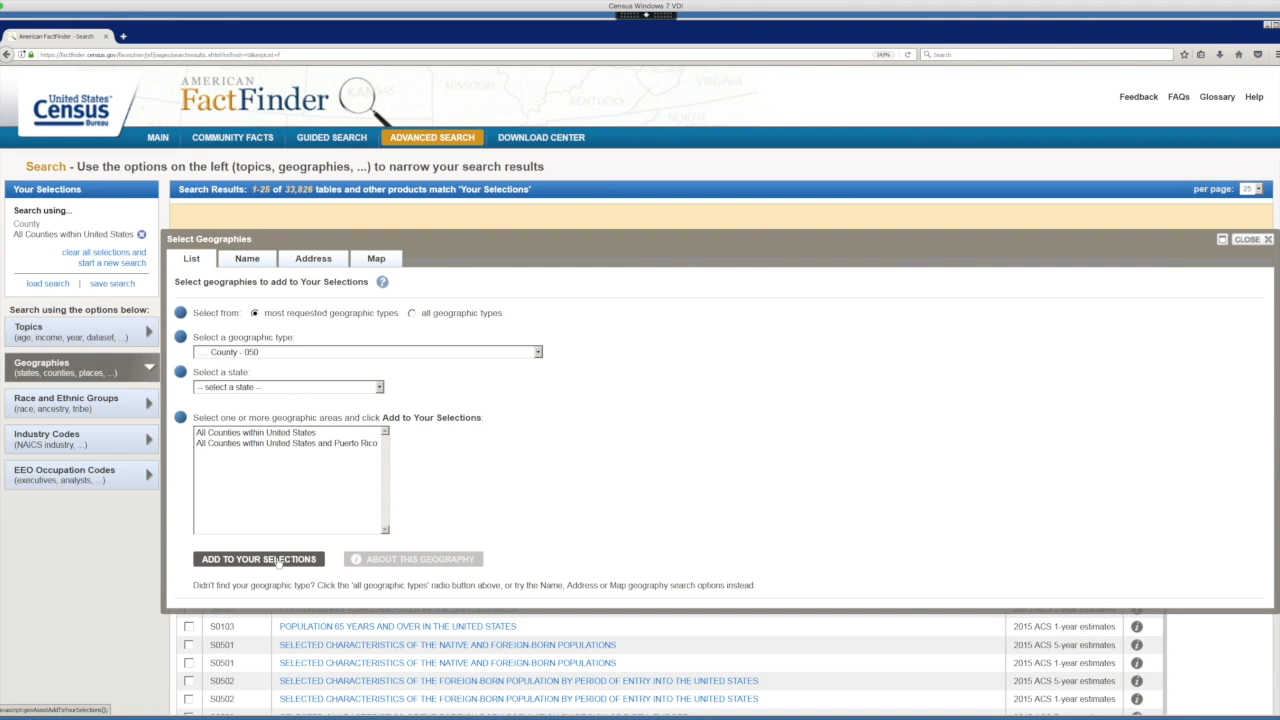 Census Windows 7 VDI
American FactFinder - Search
Search
AMERICAN
FactFinder
United States®
Census
Bureau
KANSAS
MISSOURI
KENTUCKY
VIRGINIA
Feedback FAQs Glossary Help
MAIN COMMUNITY FACTS GUIDED SEARCH ADVANCED SEARCH DOWNLOAD CENTER
Search - Use the options on the left (topics, geographies, ...) to narrow your search results
Your Selections
Search Results: 1-25 of 33,826 tables and other products match 'Your Selections'
per page: 25
Search using...
County
All Counties within United States
clear all selections and
start a new search
load search | save search
Search using the options below:
Topics
(age, income, year, dataset, ...)
Geographies
(states, counties, places, ...)
Race and Ethnic Groups
(race, ancestry, tribe)
Industry Codes
(NAICS industry, ...)
EEO Occupation Codes
(executives, analysts, ...)
Select Geographies
CLOSE
List Name Address Map
Select geographies to add to Your Selections
Select from: most requested geographic types all geographic types
Select a geographic type:
..... County - 050
Select a state:
-- select a state --
Select one or more geographic areas and click Add to Your Selections:
All Counties within United States
All Counties within United States and Puerto Rico
ADD TO YOUR SELECTIONS ABOUT THIS GEOGRAPHY
Didn't find your geographic type? Click the 'all geographic types' radio button above, or try the Name, Address or Map geography search options instead.
S0103 POPULATION 65 YEARS AND OVER IN THE UNITED STATES 2015 ACS 1-year estimates
S0501 SELECTED CHARACTERISTICS OF THE NATIVE AND FOREIGN-BORN POPULATIONS 2015 ACS 5-year estimates
S0501 SELECTED CHARACTERISTICS OF THE NATIVE AND FOREIGN-BORN POPULATIONS 2015 ACS 1-year estimates
S0502 SELECTED CHARACTERISTICS OF THE FOREIGN-BORN POPULATION BY PERIOD OF ENTRY INTO THE UNITED STATES 2015 ACS 5-year estimates
S0502 SELECTED CHARACTERISTICS OF THE FOREIGN-BORN POPULATION BY PERIOD OF ENTRY INTO THE UNITED STATES 2015 ACS 1-year estimates